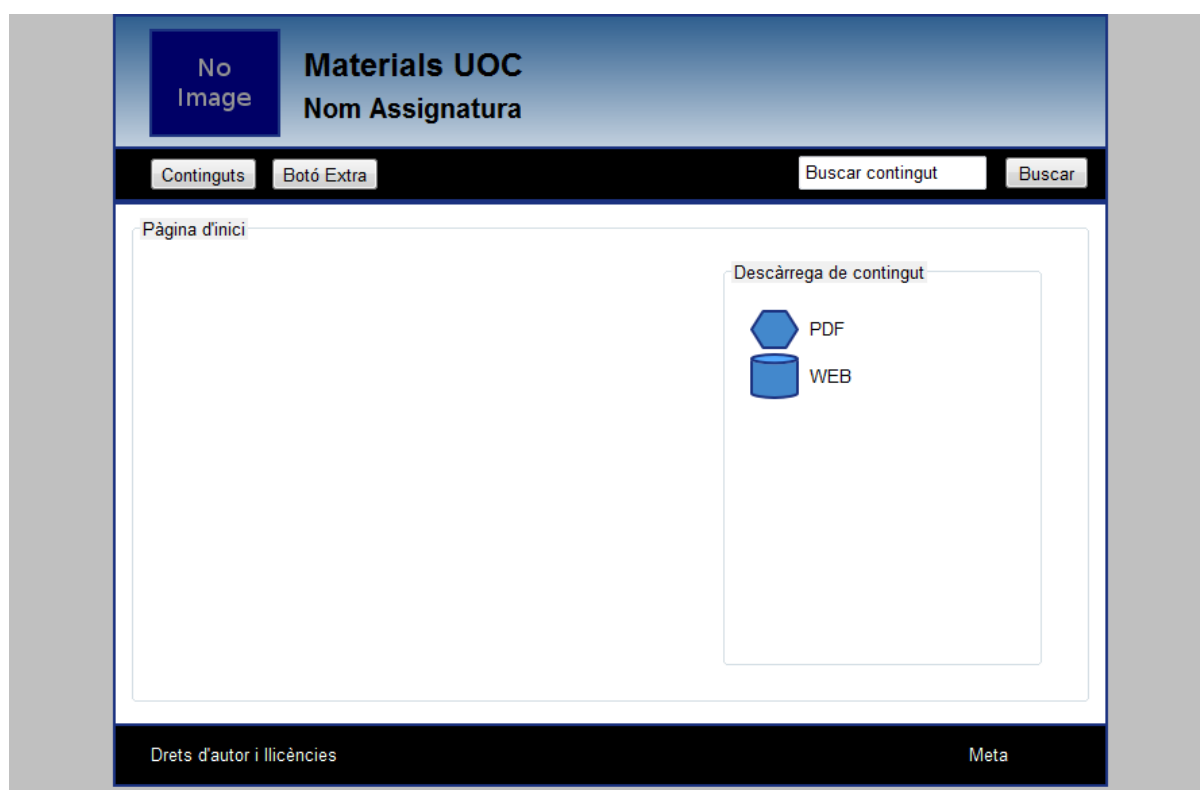 No
Image
Materials UOC
Nom Assignatura
Continguts
Botó Extra
Buscar contingut
Buscar
Pàgina d'inici
Descàrrega de contingut
PDF
WEB
Drets d'autor i llicències
Meta